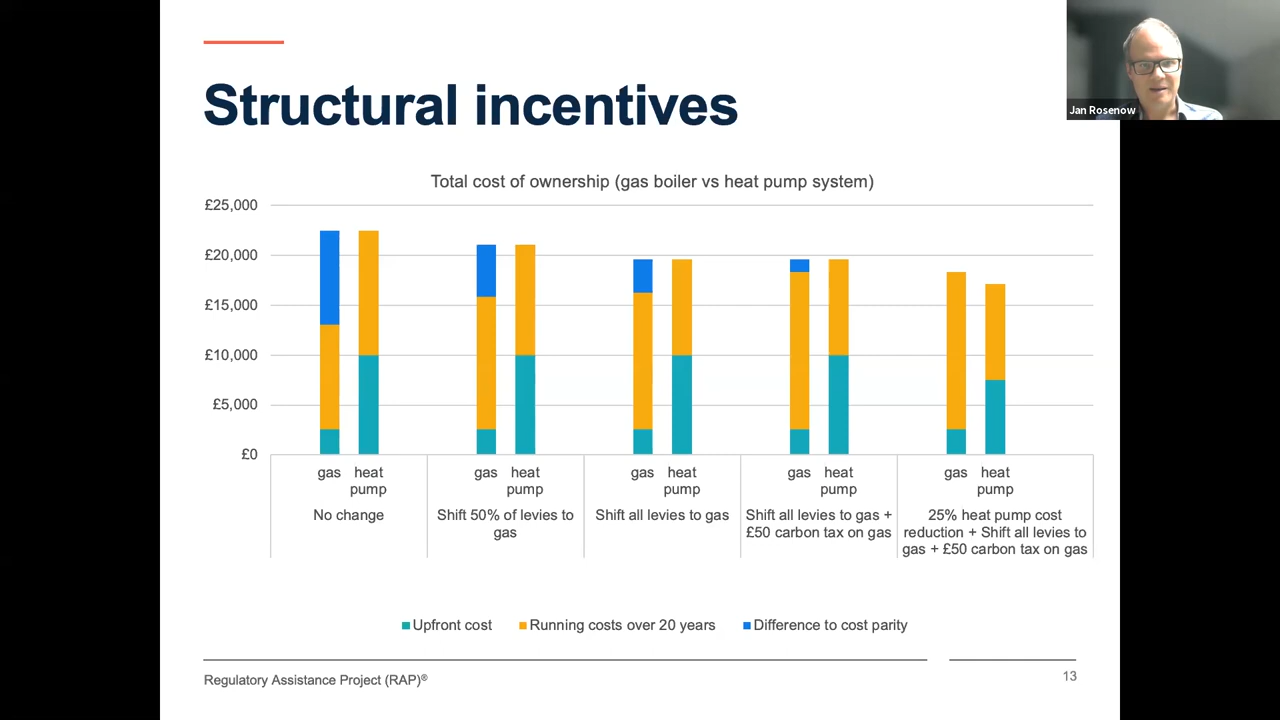 Structural incentives
Jan Rosenow
Total cost of ownership (gas boiler vs heat pump system)
£25,000
£20,000
£15,000
£10,000
£5,000
£0
gas heat pump
gas heat pump
gas heat pump
gas heat pump
gas heat pump
No change
Shift 50% of levies to
gas
Shift all levies to gas
Shift all levies to gas +
£50 carbon tax on gas
25% heat pump cost
reduction + Shift all levies to
gas + £50 carbon tax on gas
Upfront cost
Running costs over 20 years
Difference to cost parity
Regulatory Assistance Project (RAP)®
13